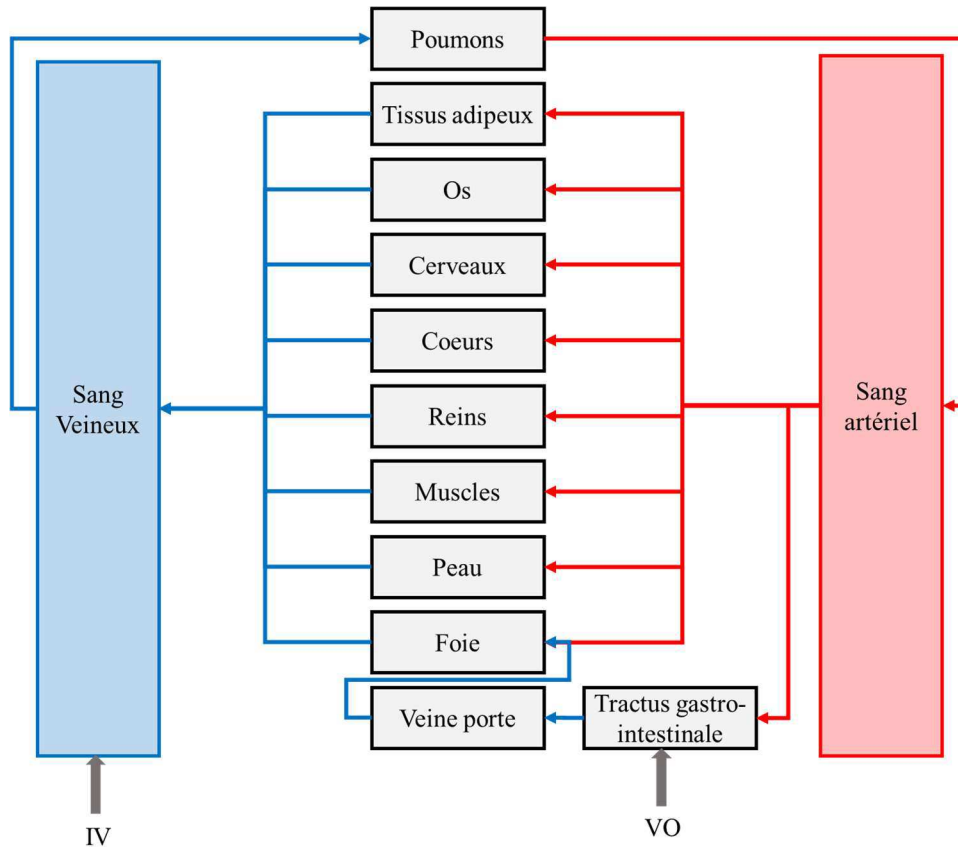 Poumons
Tissus adipeux
Os
Cerveaux
Coeurs
Reins
Muscles
Peau
Foie
Veine porte
Tractus gastro-
intestinale
Sang
Veineux
Sang
artériel
IV
VO